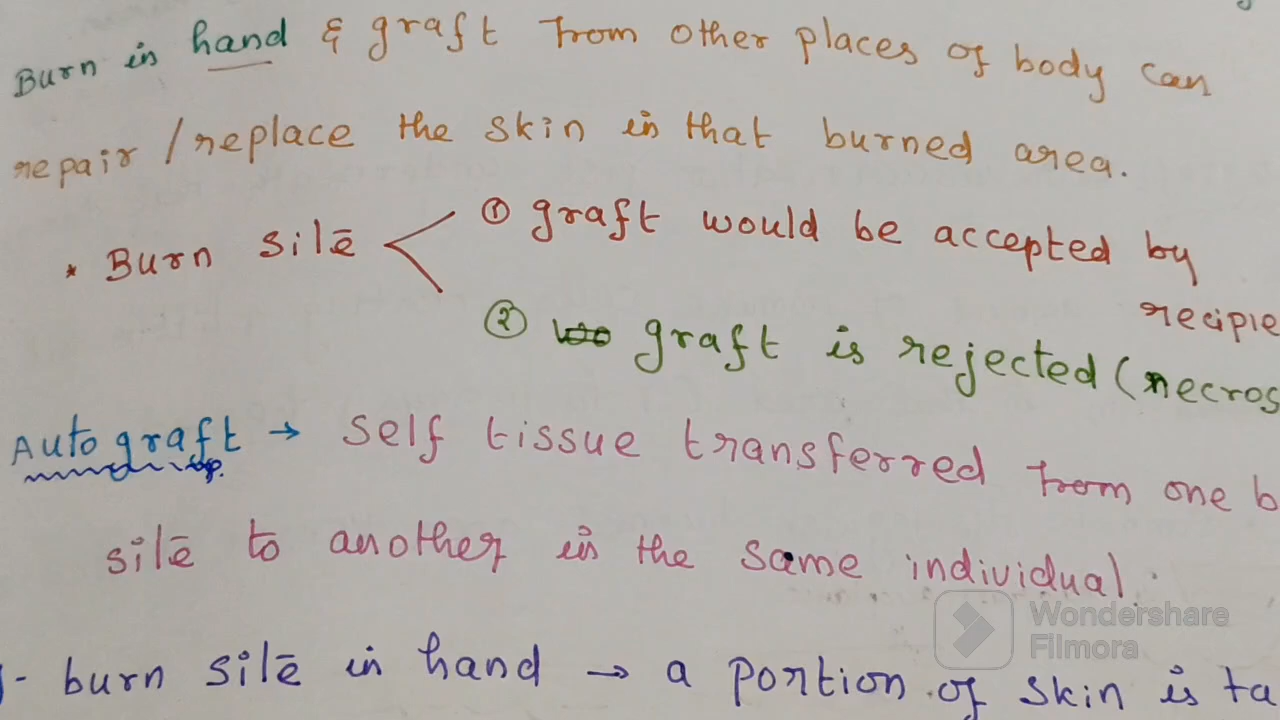 Burn in hand & graft from other places of body can
repair / replace the skin in that burned area.
* Burn site
① graft would be accepted by
recipie
② graft is rejected (necros
Autograft → Self tissue transferred from one b
site to another in the same individual.
burn site in hand → a portion of skin is ta
Wondershare
Filmora